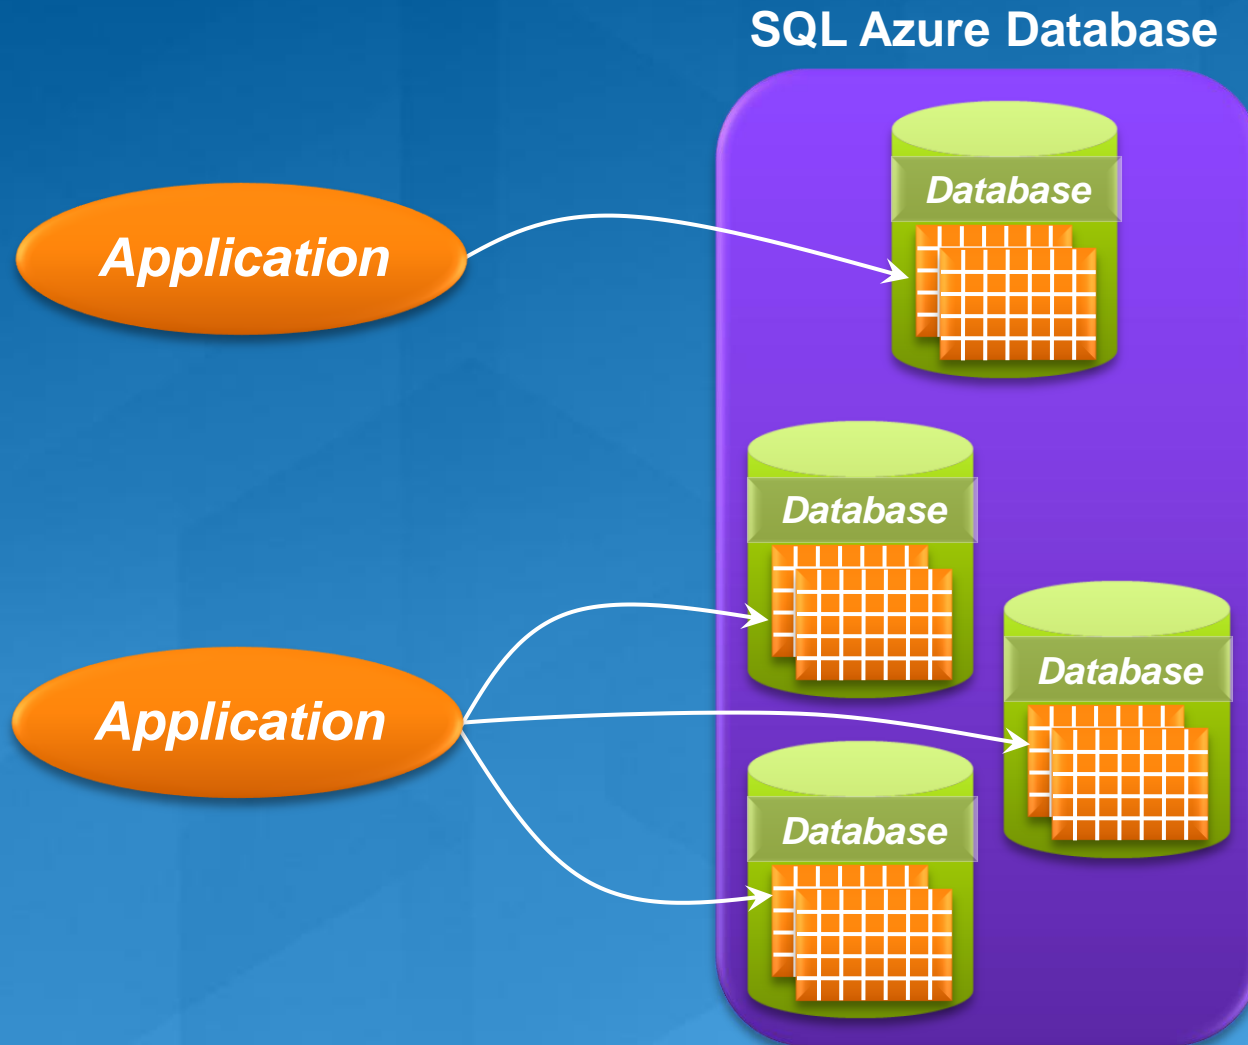 SQL Azure Database
Database
Application
Database
Database
Application
Database